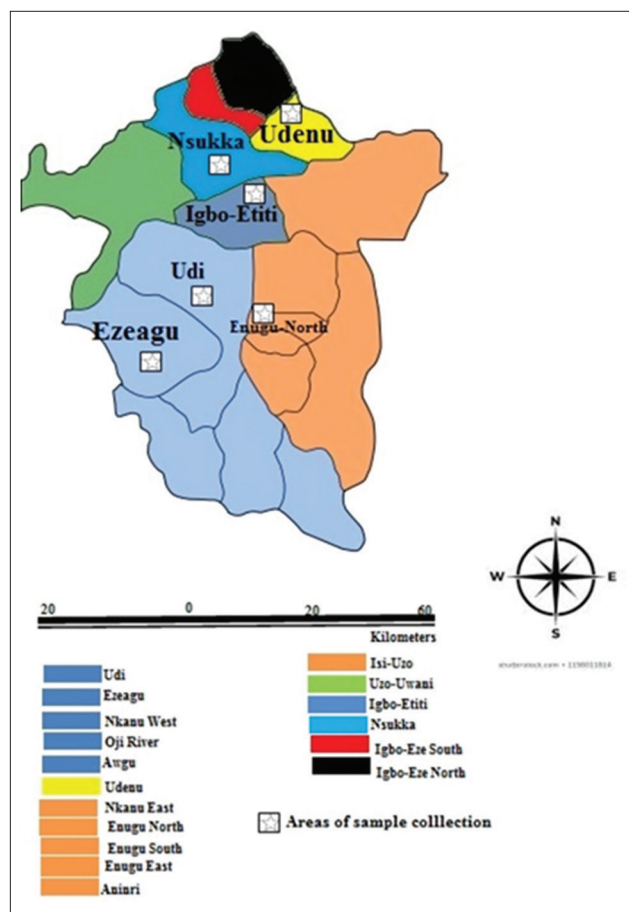 Udenu
Nsukka
Igbo-Etiti
Udi
Enugu-North
Ezeagu
N
W E
S
20 0 20 60
Kilometers
shutterstock.com • 1198011814
Udi
Ezeagu
Nkanu West
Oji River
Awgu
Udenu
Nkanu East
Enugu North
Enugu South
Enugu East
Aninri
Isi-Uzo
Uzo-Uwani
Igbo-Etiti
Nsukka
Igbo-Eze South
Igbo-Eze North
Areas of sample colllection